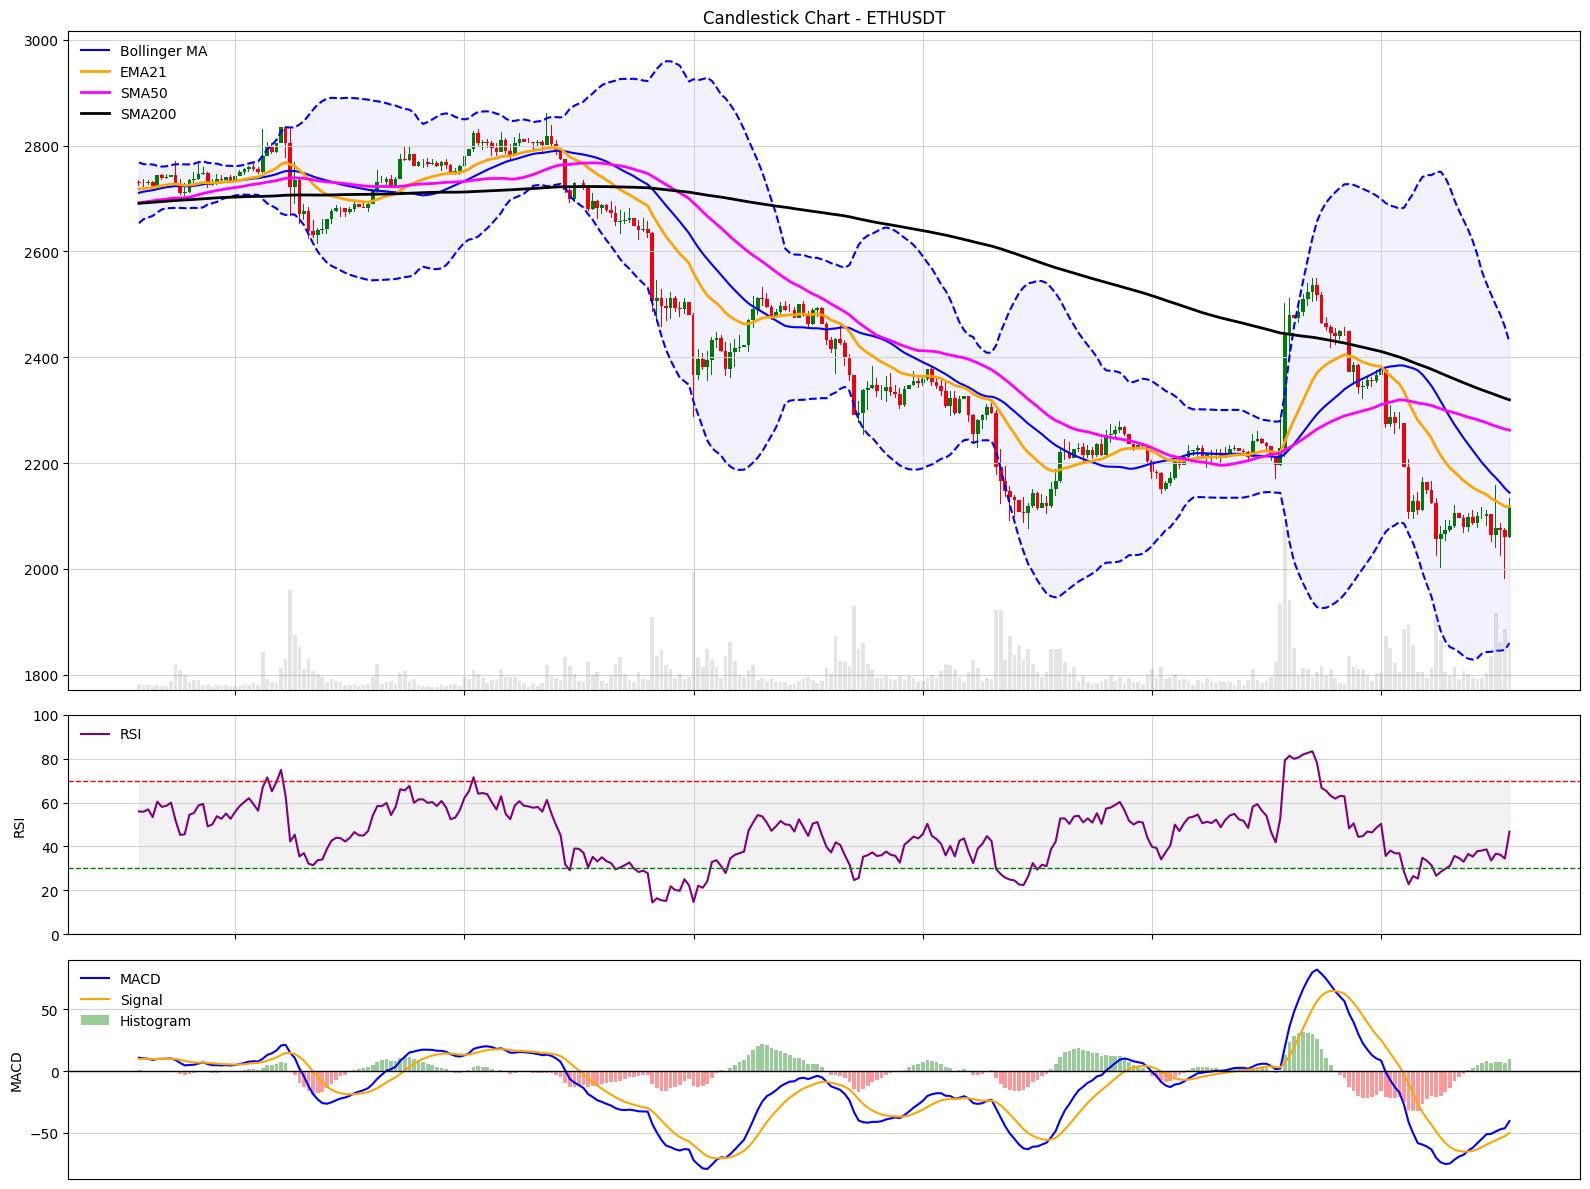 Candlestick Chart - ETHUSDT
3000
Bollinger MA
EMA21
SMA50
SMA200
2800
2600
2400
2200
2000
1800
100
RSI
80
60
RSI
40
20
0
MACD
Signal
Histogram
50
MACD
0
−50